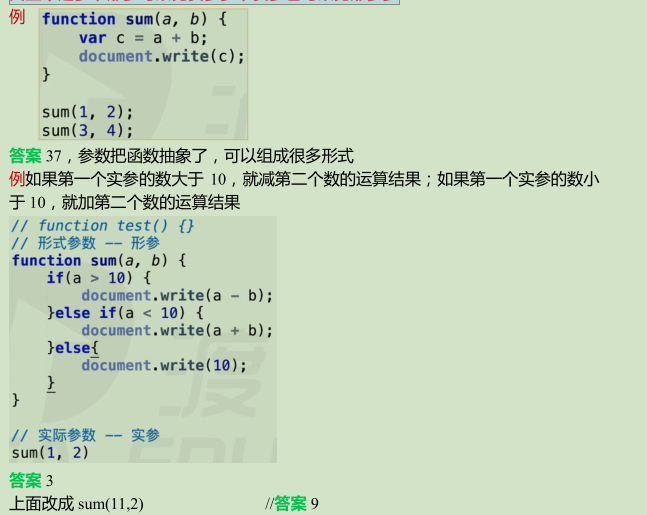 例 function sum(a, b) {
var c = a + b;
document.write(c);
}
sum(1, 2);
sum(3, 4);
答案 37，参数把函数抽象了，可以组成很多形式
例如果第一个实参的数大于 10，就减第二个数的运算结果；如果第一个实参的数小
于 10，就加第二个数的运算结果
// function test() {}
// 形式参数 -- 形参
function sum(a, b) {
if(a > 10) {
document.write(a - b);
}else if(a < 10) {
document.write(a + b);
}else{
document.write(10);
}
}
// 实际参数 -- 实参
sum(1, 2)
答案 3
上面改成 sum(11,2) //答案 9